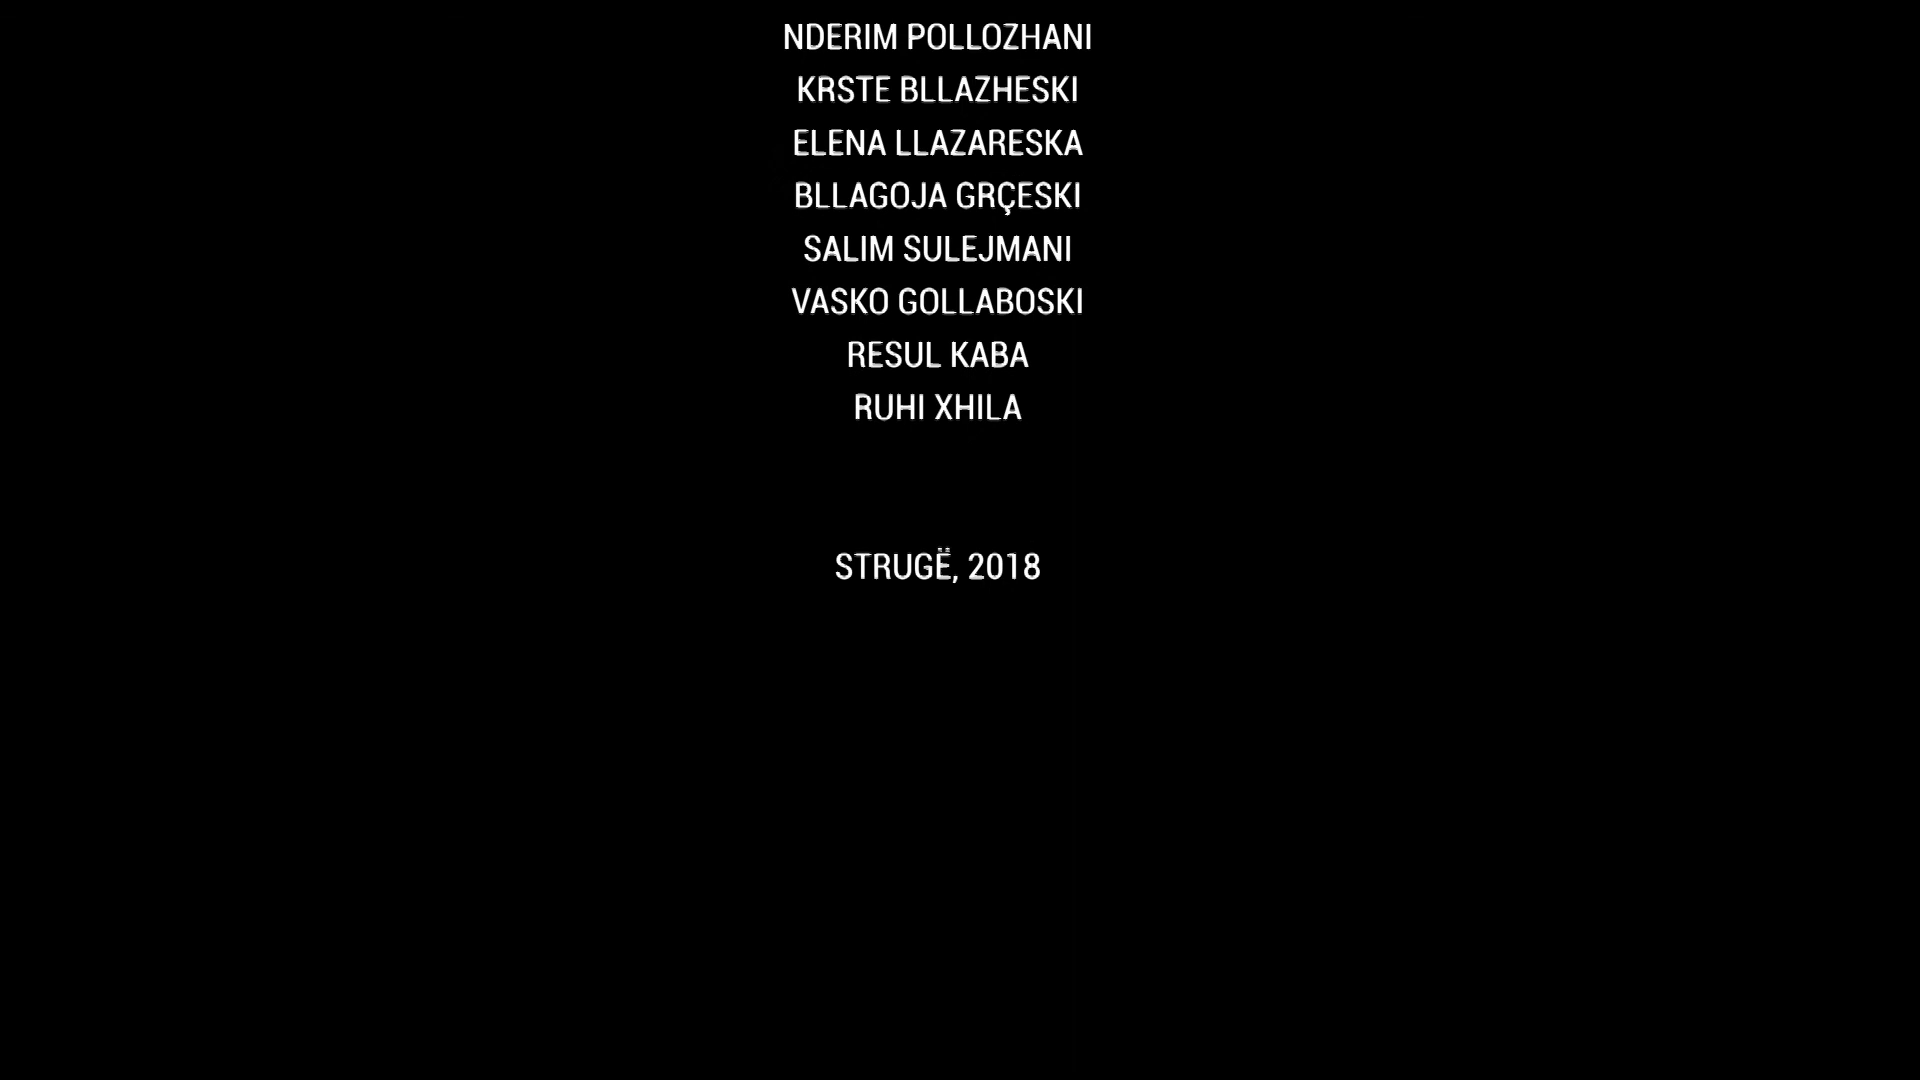 NDERIM POLLOZHANI
KRSTE BLLAZHESKI
ELENA LLAZARESKA
BLLAGOJA GRÇESKI
SALIM SULEJMANI
VASKO GOLLABOSKI
RESUL KABA
RUHI XHILA
STRUGË, 2018